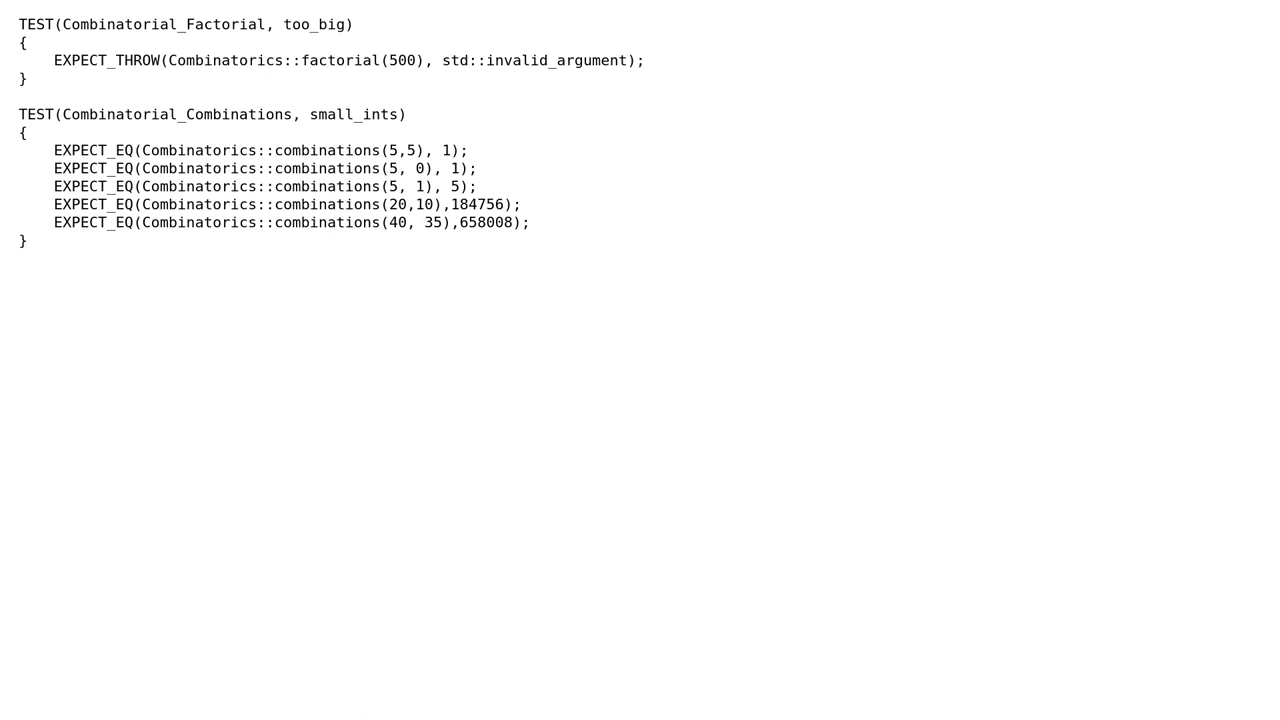 TEST(Combinatorial_Factorial, too_big)
{
    EXPECT_THROW(Combinatorics::factorial(500), std::invalid_argument);
}

TEST(Combinatorial_Combinations, small_ints)
{
    EXPECT_EQ(Combinatorics::combinations(5,5), 1);
    EXPECT_EQ(Combinatorics::combinations(5, 0), 1);
    EXPECT_EQ(Combinatorics::combinations(5, 1), 5);
    EXPECT_EQ(Combinatorics::combinations(20,10),184756);
    EXPECT_EQ(Combinatorics::combinations(40, 35),658008);
}